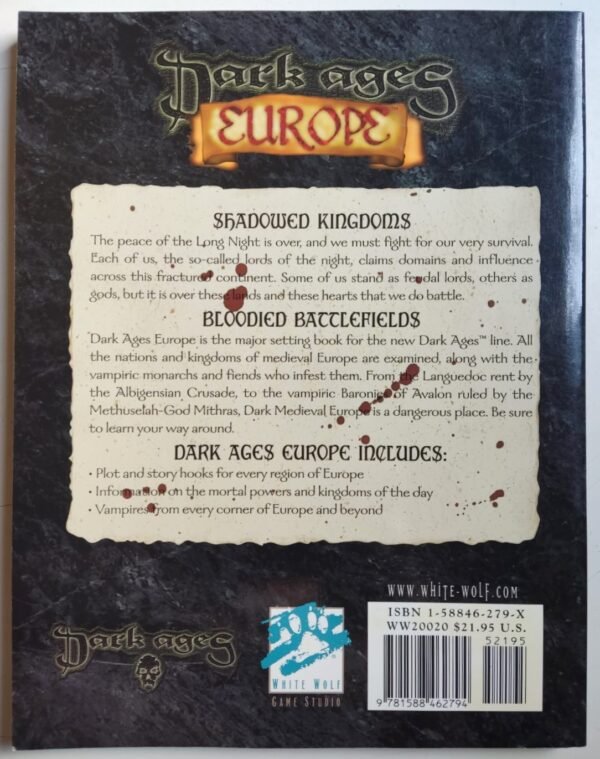 Dark ages
EUROPE™
SHADOWED KINGDOMS
The peace of the Long Night is over, and we must fight for our very survival.
Each of us, the so-called lords of the night, claims domains and influence
across this fractured continent. Some of us stand as feudal lords, others as
gods, but it is over these lands and these hearts that we do battle.
BLOODIED BATTLEFIELDS
Dark Ages Europe is the major setting book for the new Dark Ages™ line. All
the nations and kingdoms of medieval Europe are examined, along with the
vampiric monarchs and fiends who infest them. From the Languedoc rent by
the Albigensian Crusade, to the vampiric Baronies of Avalon ruled by the
Methuselah-God Mithras, Dark Medieval Europe is a dangerous place. Be sure
to learn your way around.
DARK AGES EUROPE INCLUDES:
• Plot and story hooks for every region of Europe
• Information on the mortal powers and kingdoms of the day
• Vampires from every corner of Europe and beyond
WWW.WHITE-WOLF.COM
ISBN 1-58846-279-X
WW20020 $21.95 U.S.
52195
9 781588 462794
Dark ages
WHITE WOLF
GAME STUDIO